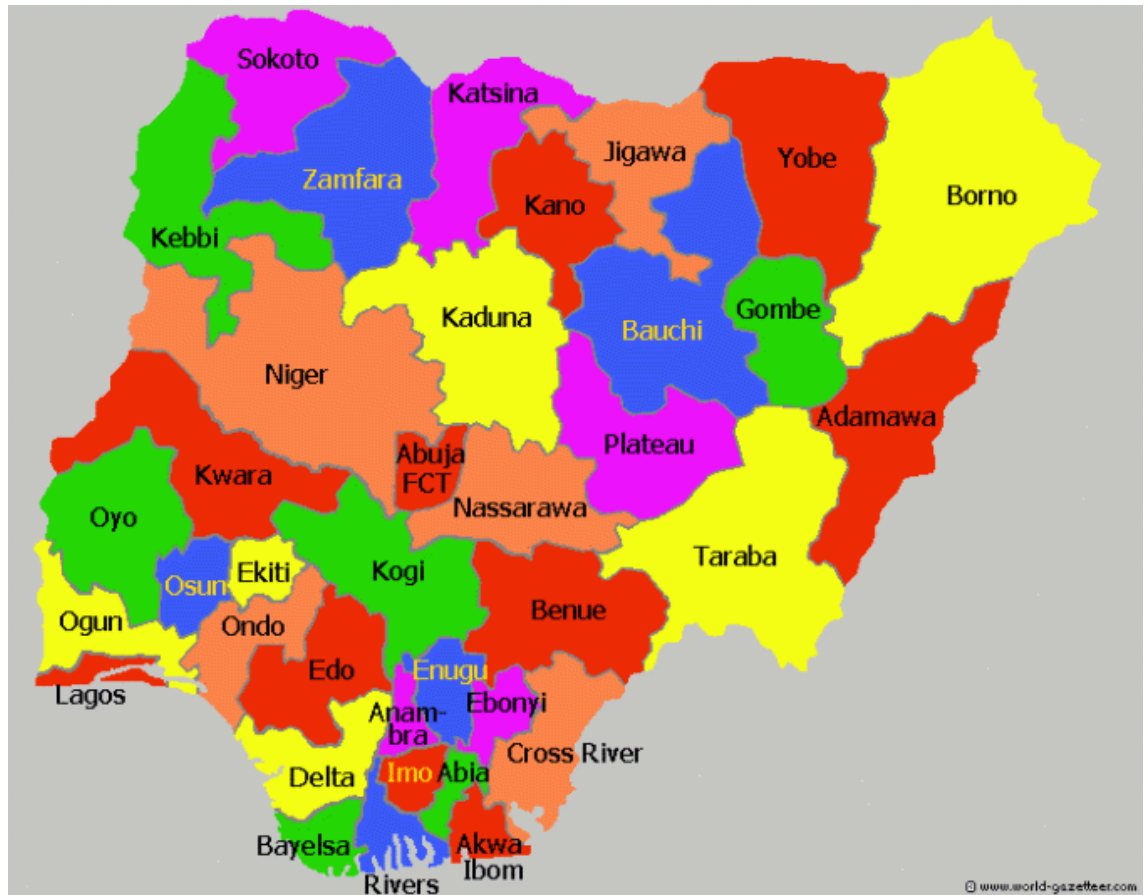 Sokoto
Katsina
Zamfara
Jigawa
Yobe
Borno
Kano
Kebbi
Kaduna
Gombe
Bauchi
Niger
Adamawa
Plateau
Abuja
FCT
Kwara
Nassarawa
Oyo
Taraba
Kogi
Ekiti
Osun
Benue
Ogun
Ondo
Edo
Enugu
Lagos
Ebonyi
Anam-
bra
Cross River
Delta
Imo
Abia
Bayelsa
Akwa
Ibom
Rivers
@ www.world-gazetteer.com